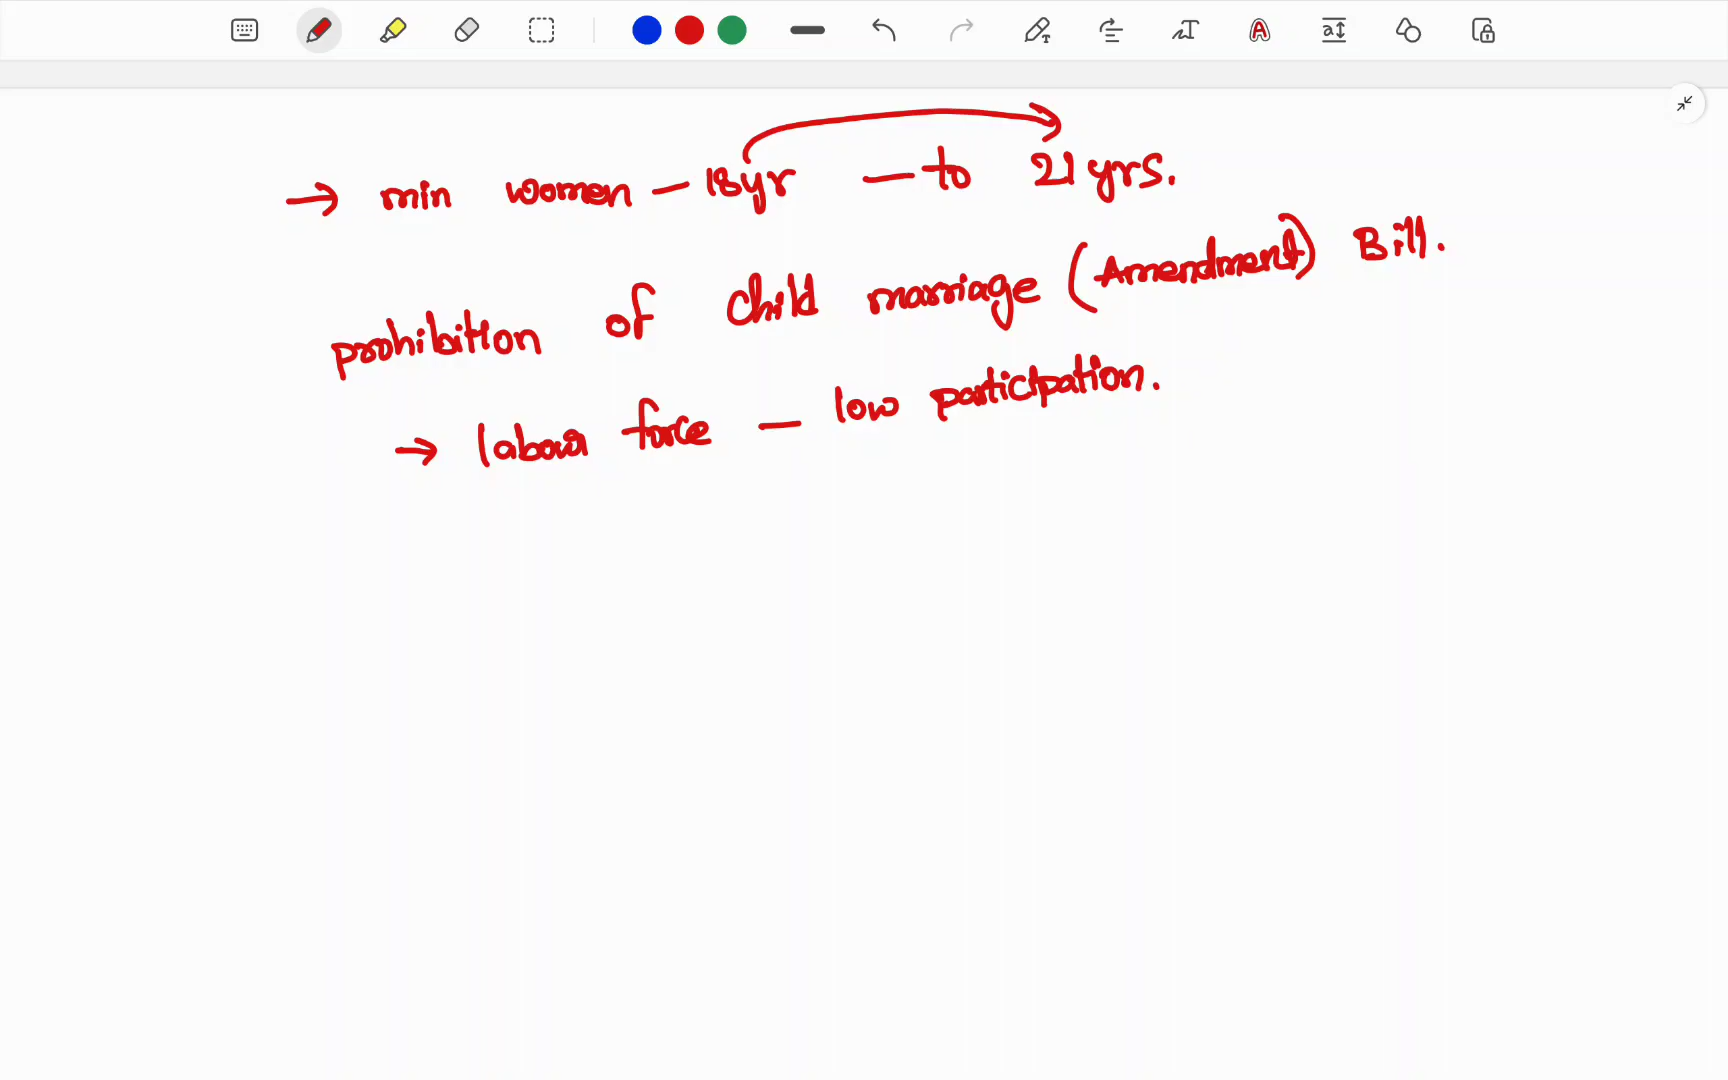 → min women — 18yr — to 21 yrs.
prohibition of child marriage (Amendment) Bill.
→ labour force — low participation.